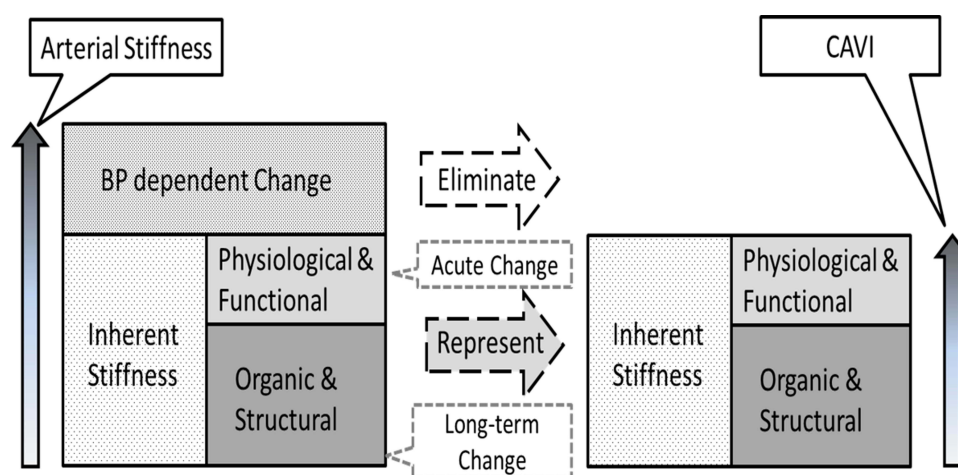 Arterial Stiffness
CAVI
BP dependent Change
Eliminate
Inherent
Stiffness
Physiological &
Functional
Organic &
Structural
Acute Change
Represent
Long-term
Change
Inherent
Stiffness
Physiological &
Functional
Organic &
Structural